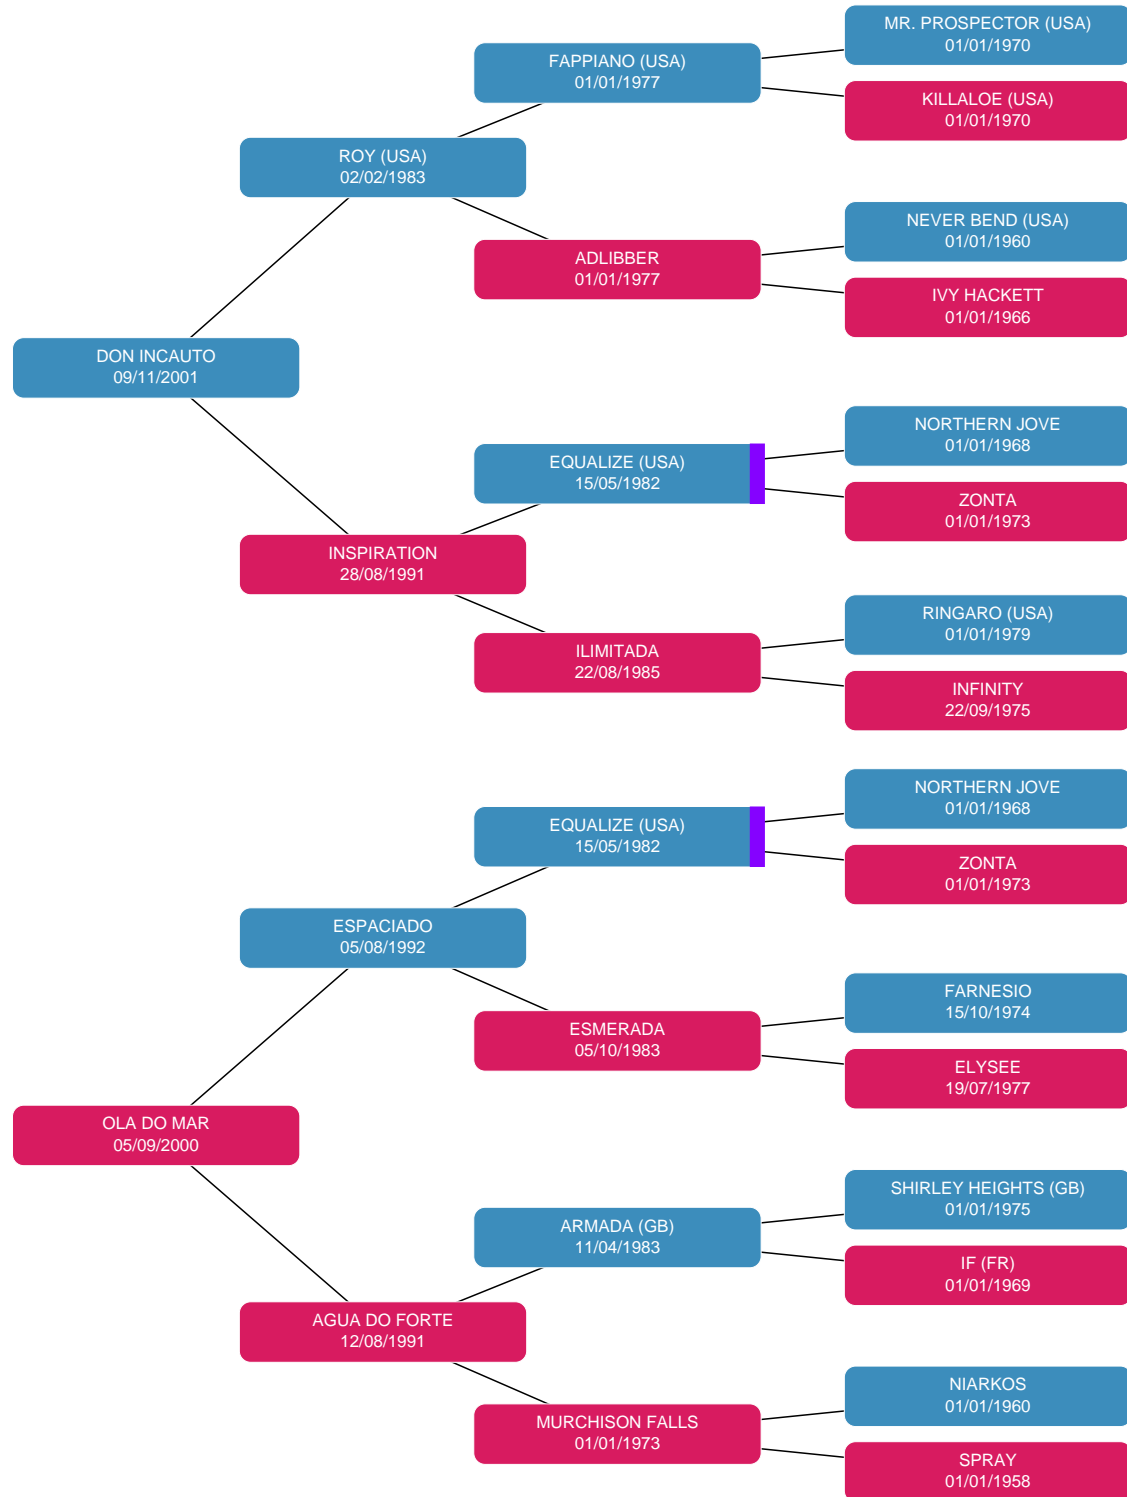 MR. PROSPECTOR (USA)
01/01/1970
FAPPIANO (USA)
01/01/1977
KILLALOE (USA)
01/01/1970
ROY (USA)
02/02/1983
NEVER BEND (USA)
01/01/1960
ADLIBBER
01/01/1977
IVY HACKETT
01/01/1966
DON INCAUTO
09/11/2001
NORTHERN JOVE
01/01/1968
EQUALIZE (USA)
15/05/1982
ZONTA
01/01/1973
INSPIRATION
28/08/1991
RINGARO (USA)
01/01/1979
ILIMITADA
22/08/1985
INFINITY
22/09/1975
NORTHERN JOVE
01/01/1968
EQUALIZE (USA)
15/05/1982
ZONTA
01/01/1973
ESPACIADO
05/08/1992
FARNESIO
15/10/1974
ESMERADA
05/10/1983
ELYSEE
19/07/1977
OLA DO MAR
05/09/2000
SHIRLEY HEIGHTS (GB)
01/01/1975
ARMADA (GB)
11/04/1983
IF (FR)
01/01/1969
AGUA DO FORTE
12/08/1991
NIARKOS
01/01/1960
MURCHISON FALLS
01/01/1973
SPRAY
01/01/1958